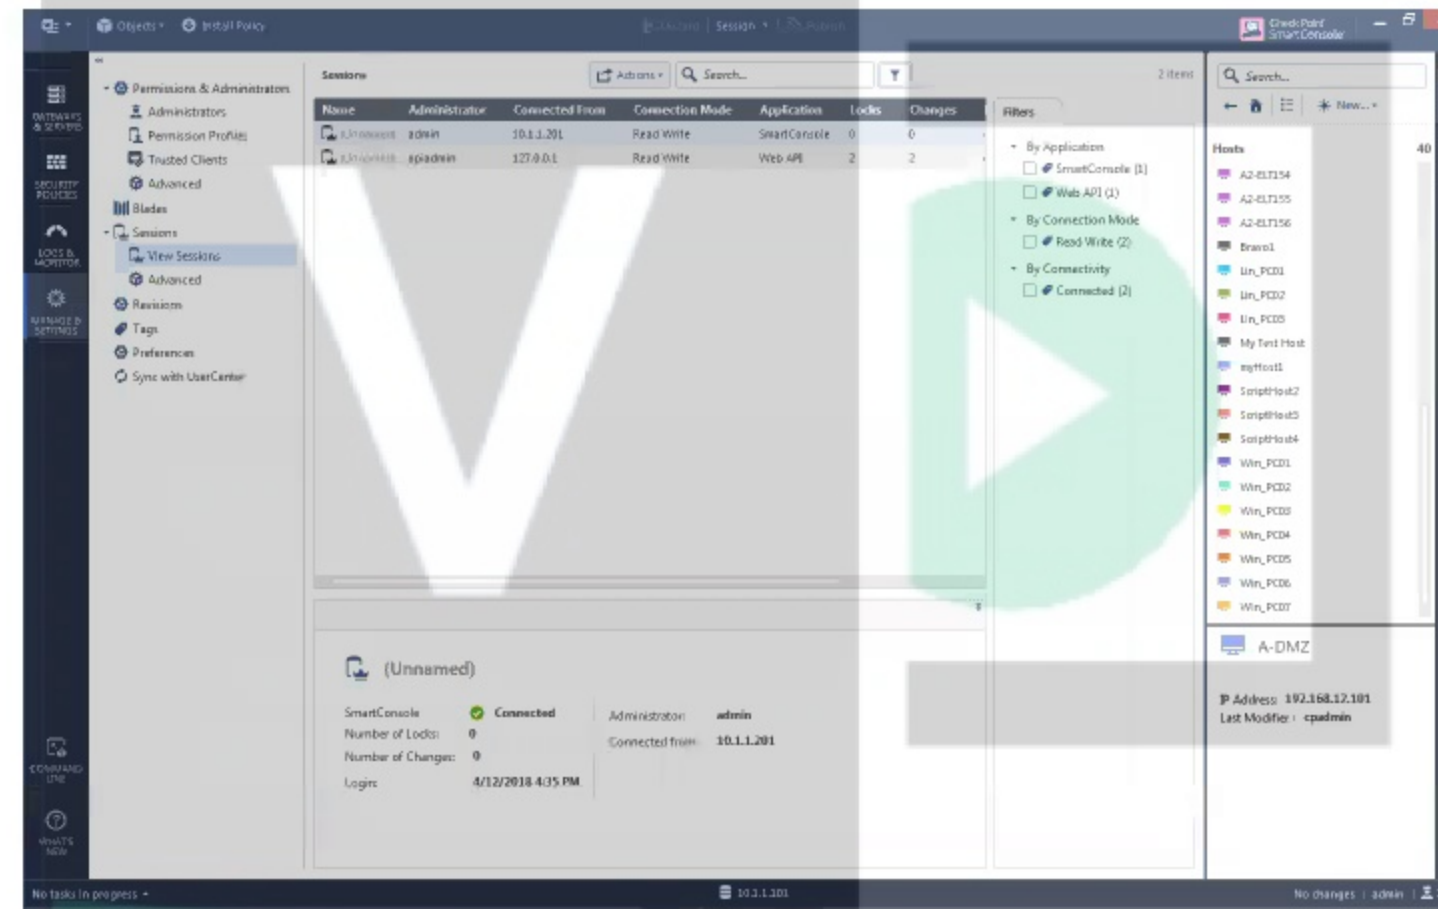 Objects
Install Policy
Session
Publish
Check Point
SmartConsole
GATEWAYS
& SERVERS
SECURITY
POLICIES
LOGS &
MONITOR
MANAGE &
SETTINGS
COMMAND
LINE
WHAT'S
NEW
Permissions & Administrators
Administrators
Permission Profiles
Trusted Clients
Advanced
Blades
Sessions
View Sessions
Advanced
Revisions
Tags
Preferences
Sync with UserCenter
Sessions
Actions
Search...
2 items
Name Administrator Connected From Connection Mode Application Locks Changes
admin 10.1.1.201 Read Write SmartConsole 0 0
apiadmin 127.0.0.1 Read Write Web API 2 2
V
(Unnamed)
SmartConsole Connected
Number of Locks: 0
Number of Changes: 0
Login: 4/12/2018 4:35 PM
Administrator: admin
Connected from: 10.1.1.201
Filters
By Application
SmartConsole (1)
Web API (1)
By Connection Mode
Read Write (2)
By Connectivity
Connected (2)
Search...
New...
Hosts 40
A2-ELT154
A2-ELT155
A2-ELT156
Bravo1
Lin_PC01
Lin_PC02
Lin_PC03
My Test Host
myHost1
ScriptHost2
ScriptHost3
ScriptHost4
Win_PC01
Win_PC02
Win_PC03
Win_PC04
Win_PC05
Win_PC06
Win_PC07
A-DMZ
IP Address: 192.168.12.101
Last Modifier: cpadmin
No tasks in progress
10.1.1.101
No changes
admin